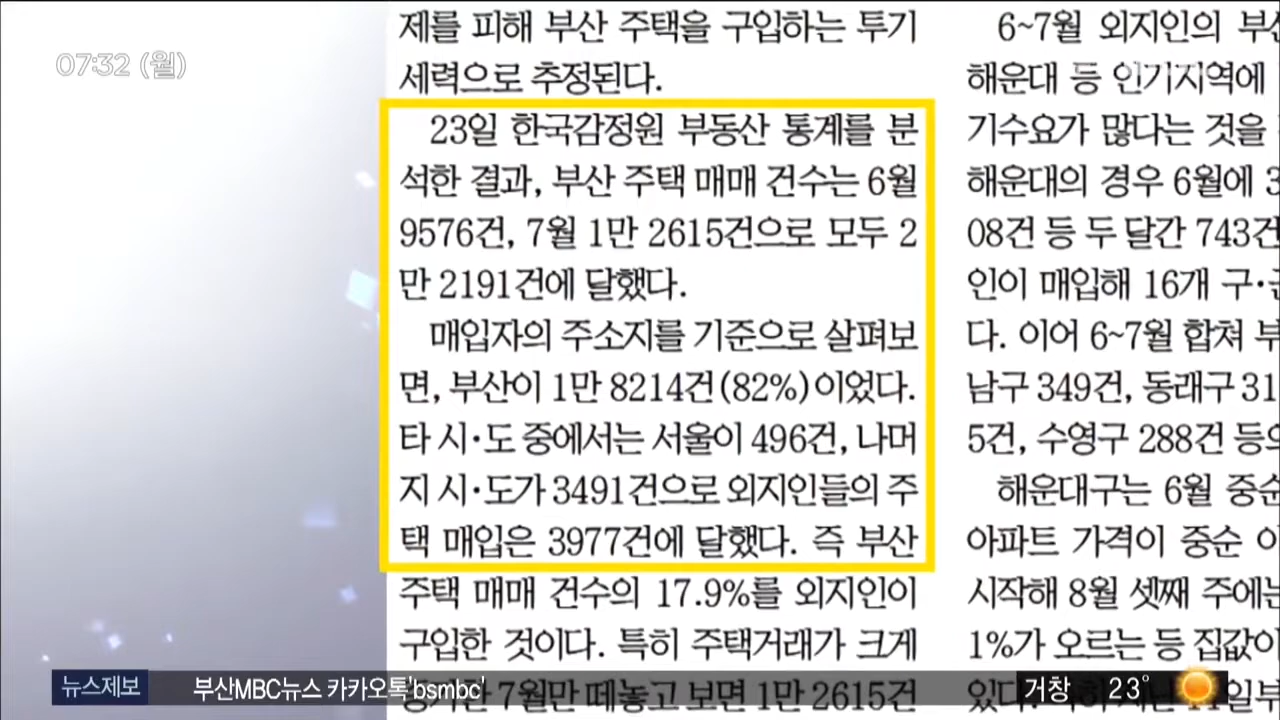 07:32 (월)
제를 피해 부산 주택을 구입하는 투기
세력으로 추정된다.
23일 한국감정원 부동산 통계를 분
석한 결과, 부산 주택 매매 건수는 6월
9576건, 7월 1만 2615건으로 모두 2
만 2191건에 달했다.
매입자의 주소지를 기준으로 살펴보
면, 부산이 1만 8214건(82%)이었다.
타 시·도 중에서는 서울이 496건, 나머
지 시·도가 3491건으로 외지인들의 주
택 매입은 3977건에 달했다. 즉 부산
주택 매매 건수의 17.9%를 외지인이
구입한 것이다. 특히 주택거래가 크게
7월만 떼놓고 보면 1만 2615건
6~7월 외지인의 부산
해운대 등 인기지역에
기수요가 많다는 것을
해운대의 경우 6월에 3
08건 등 두 달간 743건
인이 매입해 16개 구·군
다. 이어 6~7월 합쳐 부
남구 349건, 동래구 31
5건, 수영구 288건 등의
해운대구는 6월 중순
아파트 가격이 중순 이
시작해 8월 셋째 주에는
1%가 오르는 등 집값이
있다.
뉴스제보 부산MBC뉴스 카카오톡'bsmbc'
거창 23°